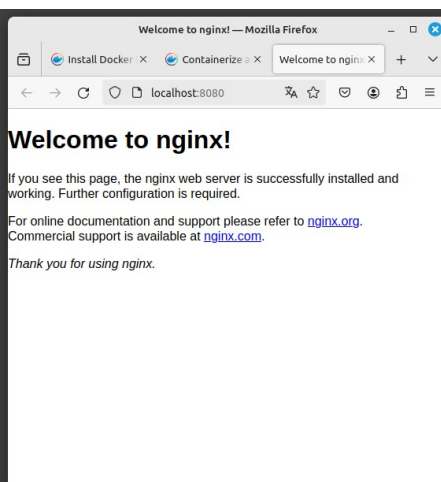 Welcome to nginx! — Mozilla Firefox
Install Docker
Containerize a
Welcome to nginx
localhost:8080
Welcome to nginx!
If you see this page, the nginx web server is successfully installed and
working. Further configuration is required.
For online documentation and support please refer to nginx.org.
Commercial support is available at nginx.com.
Thank you for using nginx.